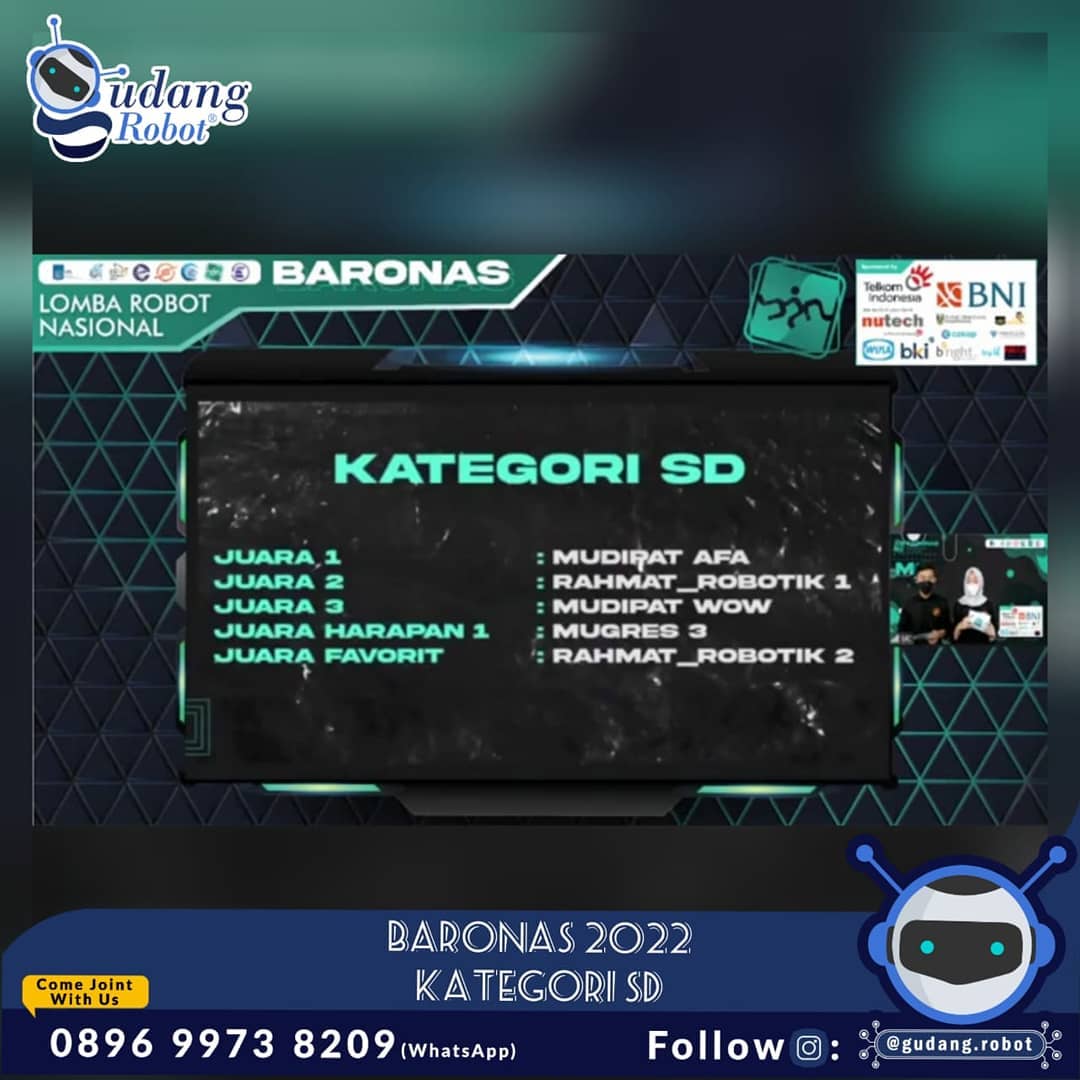 Gudang
Robot®
BARONAS
LOMBA ROBOT
NASIONAL
Telkom
Indonesia
BNI
nutech
bki
KATEGORI SD
JUARA 1 : MUDIPAT AFA
JUARA 2 : RAHMAT_ROBOTIK 1
JUARA 3 : MUDIPAT WOW
JUARA HARAPAN 1 : MUGRES 3
JUARA FAVORIT : RAHMAT_ROBOTIK 2
BARONAS 2022
KATEGORI SD
Come Joint
With Us
0896 9973 8209 (WhatsApp)
Follow : @gudang.robot